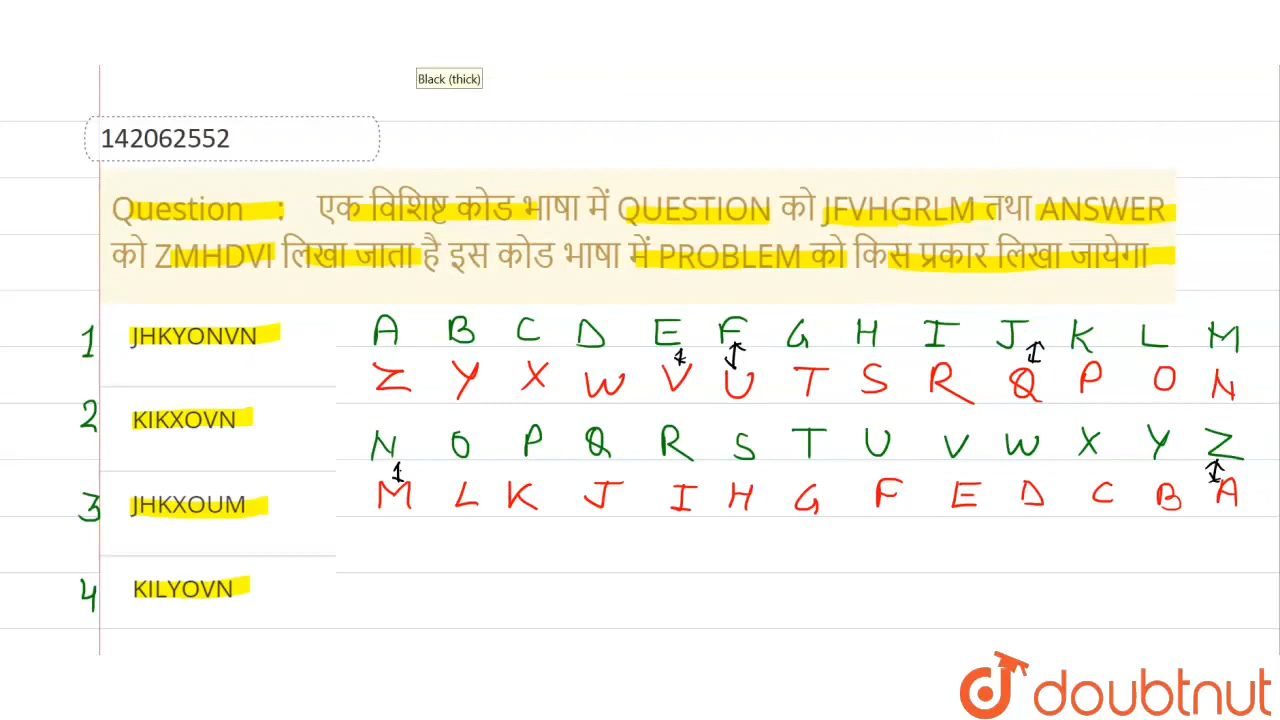 Black (thick)
142062552
Question : एक विशिष्ट कोड भाषा में QUESTION को JFVHGRLM तथा ANSWER
को ZMHDVI लिखा जाता है इस कोड भाषा में PROBLEM को किस प्रकार लिखा जायेगा
1 JHKYONVN
A B C D E F G H I J K L M
Z Y X W V U T S R Q P O N
2 KIKXOVN
N O P Q R S T U V W X Y Z
M L K J I H G F E D C B A
3 JHKXOUM
4 KILYOVN
doubtnut